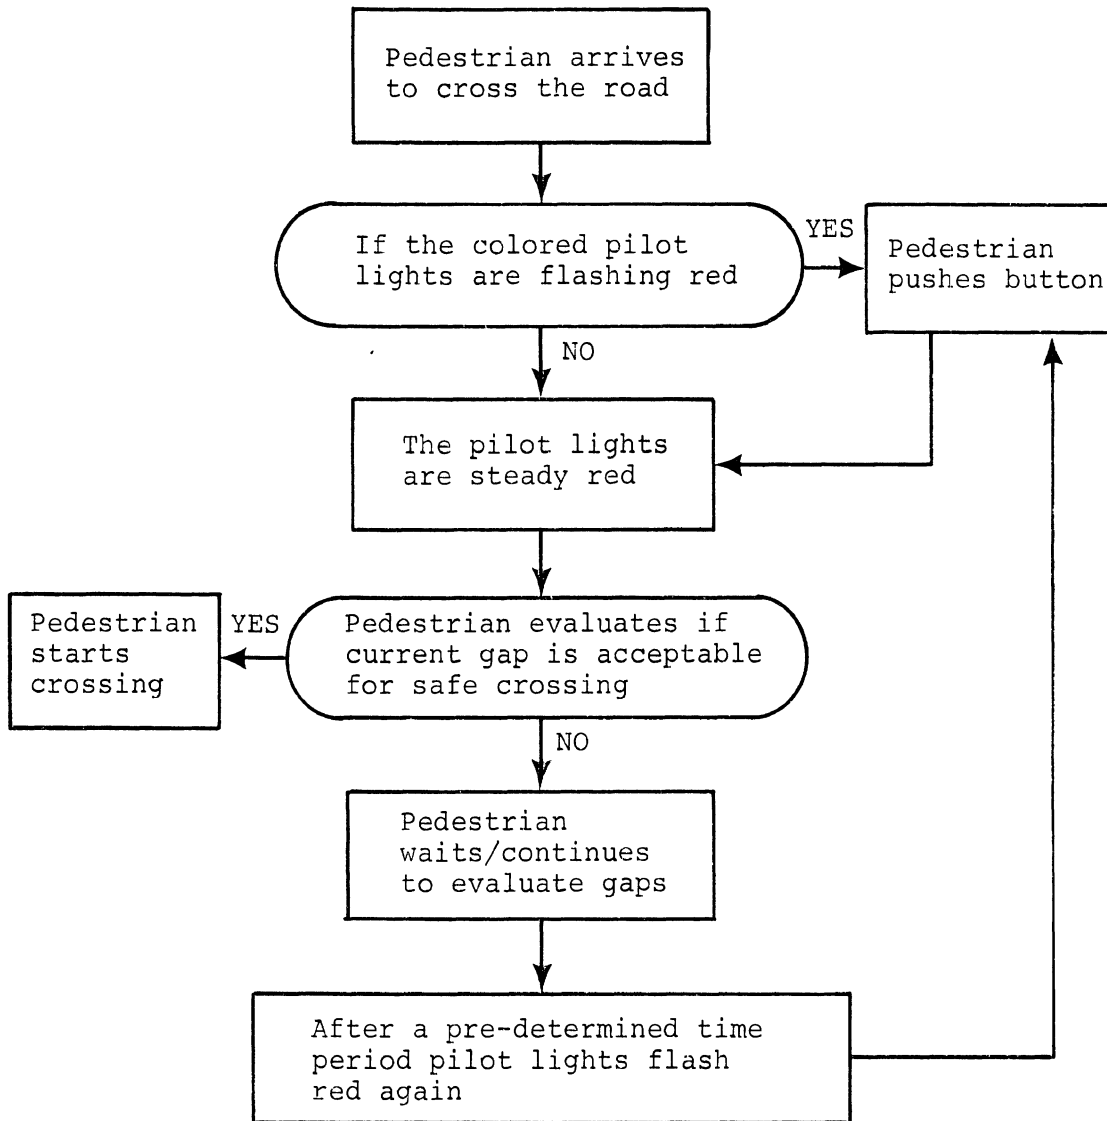 Pedestrian arrives
to cross the road
If the colored pilot
lights are flashing red
YES
Pedestrian
pushes button
NO
The pilot lights
are steady red
Pedestrian evaluates if
current gap is acceptable
for safe crossing
YES
Pedestrian
starts
crossing
NO
Pedestrian
waits/continues
to evaluate gaps
After a pre-determined time
period pilot lights flash
red again